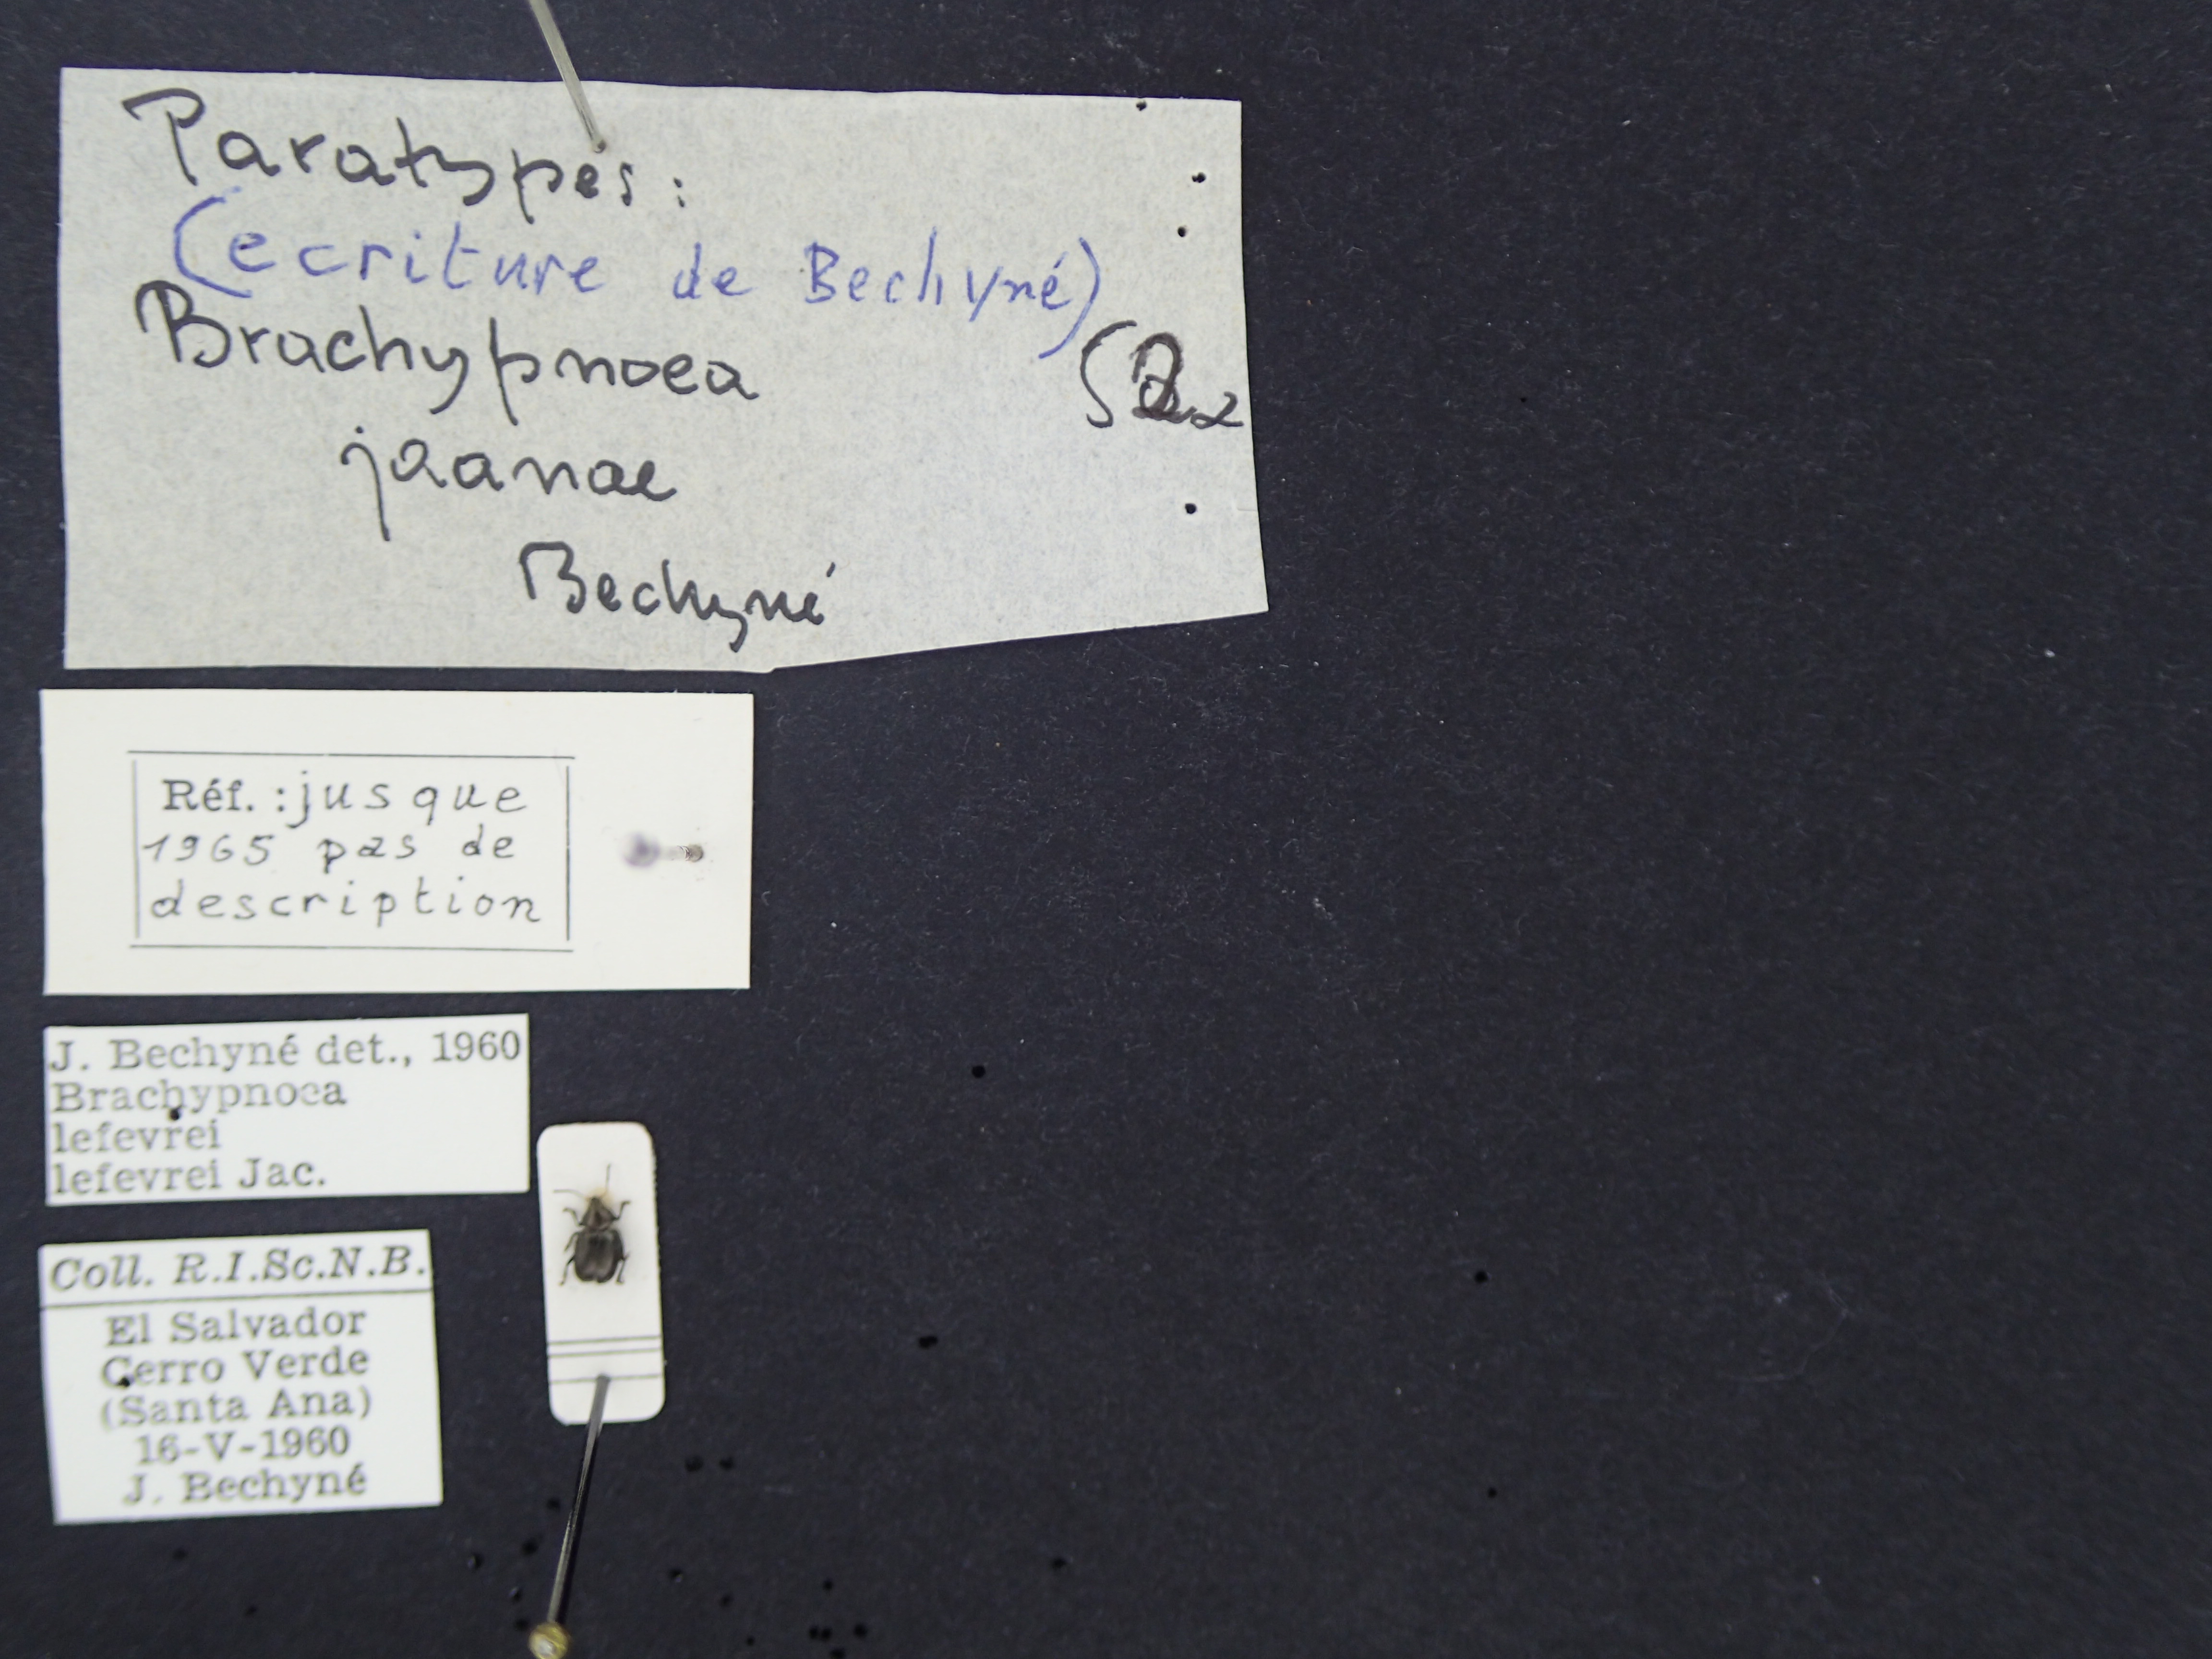 Paratypes:
(ecriture de Bechyné)
Brachypnoea
jaanae
Bechyné
Réf. : jusque
1965 pas de
description
J. Bechyné det., 1960
Brachypnoea
lefevrei
lefevrei Jac.
Coll. R.I.Sc.N.B.
El Salvador
Cerro Verde
(Santa Ana)
16-V-1960
J. Bechyné